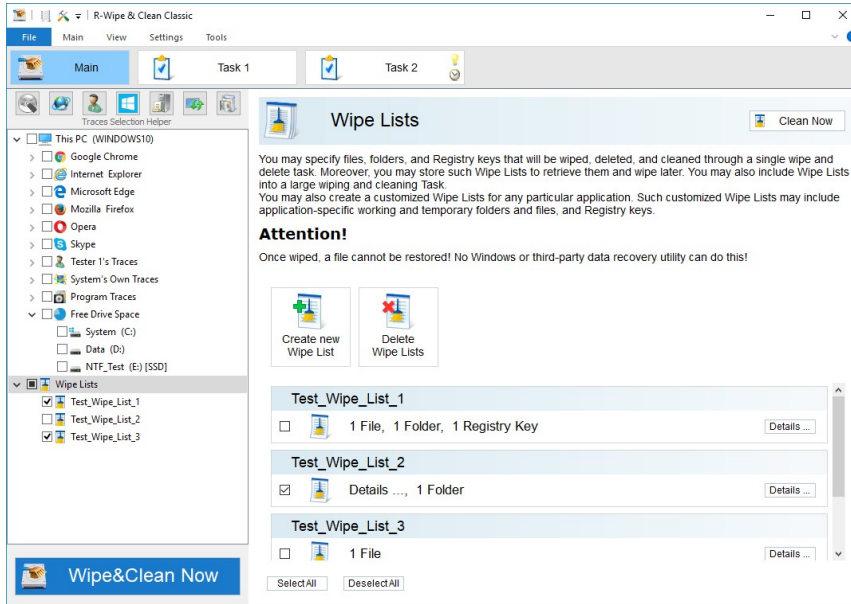 R-Wipe & Clean Classic
File Main View Settings Tools
Main Task 1 Task 2
Traces Selection Helper
This PC (WINDOWS10)
Google Chrome
Internet Explorer
Microsoft Edge
Mozilla Firefox
Opera
Skype
Tester 1's Traces
System's Own Traces
Program Traces
Free Drive Space
System (C:)
Data (D:)
NTF_Test (E:) [SSD]
Wipe Lists
Test_Wipe_List_1
Test_Wipe_List_2
Test_Wipe_List_3
Wipe&Clean Now
Wipe Lists
Clean Now
You may specify files, folders, and Registry keys that will be wiped, deleted, and cleaned through a single wipe and
delete task. Moreover, you may store such Wipe Lists to retrieve them and wipe later. You may also include Wipe Lists
into a large wiping and cleaning Task.
You may also create a customized Wipe Lists for any particular application. Such customized Wipe Lists may include
application-specific working and temporary folders and files, and Registry keys.
Attention!
Once wiped, a file cannot be restored! No Windows or third-party data recovery utility can do this!
Create new
Wipe List
Delete
Wipe Lists
Test_Wipe_List_1
1 File, 1 Folder, 1 Registry Key
Details ...
Test_Wipe_List_2
Details ..., 1 Folder
Details ...
Test_Wipe_List_3
1 File
Details ...
SelectAll DeselectAll